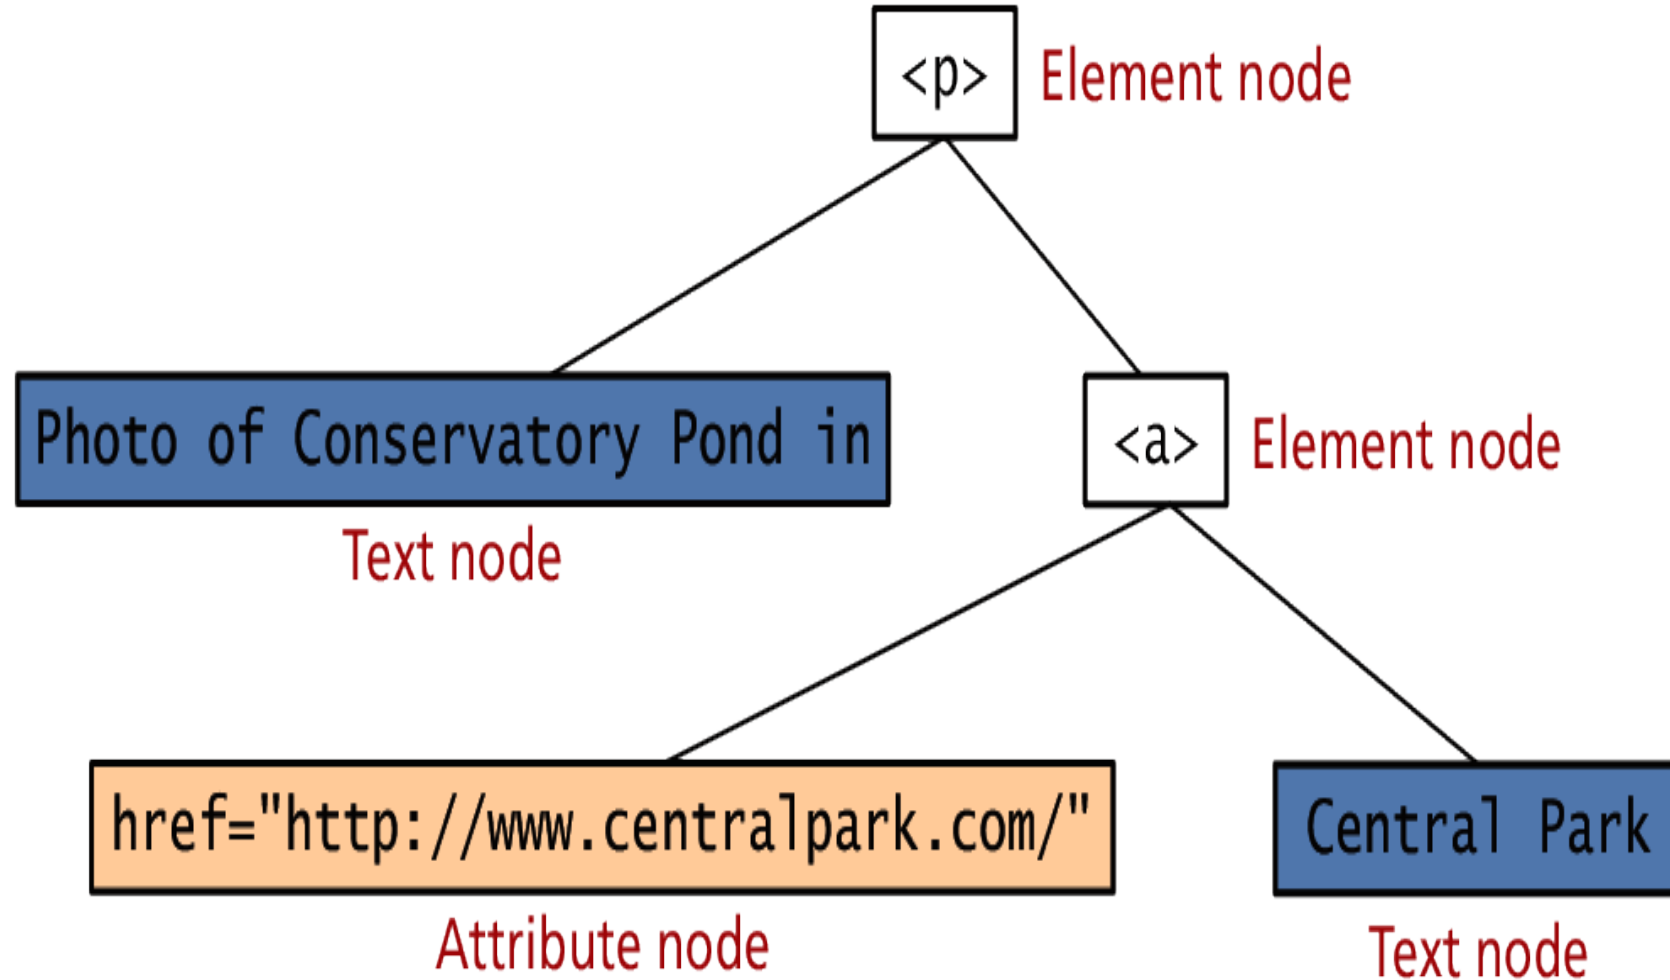 <p>
Element node
Photo of Conservatory Pond in
Text node
<a>
Element node
href="http://www.centralpark.com/"
Attribute node
Central Park
Text node